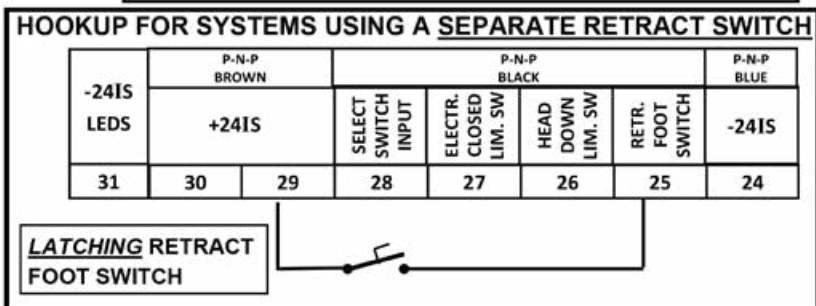 HOOKUP FOR SYSTEMS USING A SEPARATE RETRACT SWITCH
P-N-P
BROWN
P-N-P
BLACK
P-N-P
BLUE
-24IS
LEDS
+24IS
SELECT
SWITCH
INPUT
ELECTR.
CLOSED
LIM. SW
HEAD
DOWN
LIM. SW
RETR.
FOOT
SWITCH
-24IS
31 30 29 28 27 26 25 24
LATCHING RETRACT
FOOT SWITCH